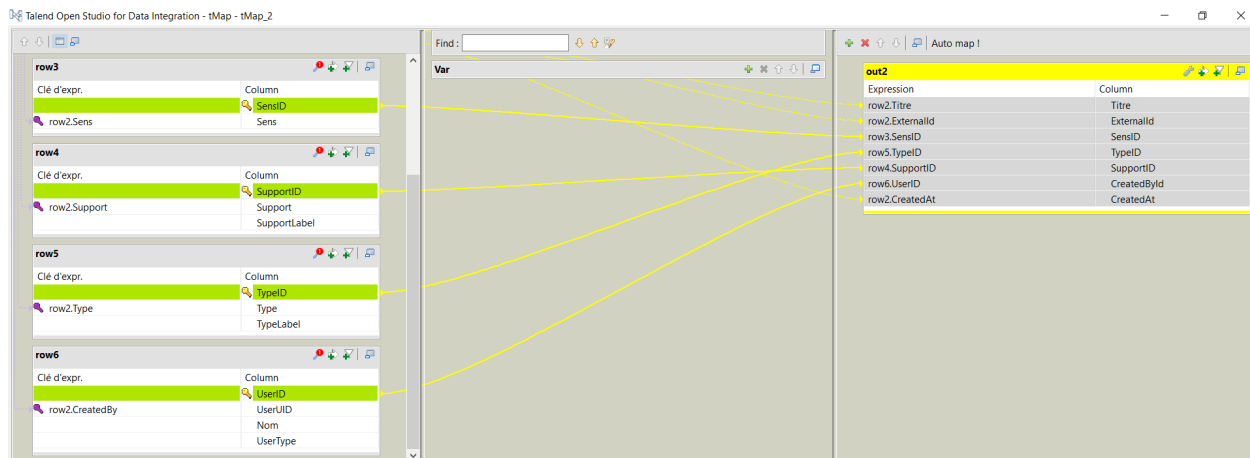 Talend Open Studio for Data Integration - tMap - tMap_2
Find :
Auto map !
row3
Clé d'expr. Column
SensID
row2.Sens Sens
row4
Clé d'expr. Column
SupportID
row2.Support Support
SupportLabel
row5
Clé d'expr. Column
TypeID
row2.Type Type
TypeLabel
row6
Clé d'expr. Column
UserID
row2.CreatedBy UserUID
Nom
UserType
Var
out2
Expression Column
row2.Titre Titre
row2.ExternalId ExternalId
row3.SensID SensID
row5.TypeID TypeID
row4.SupportID SupportID
row6.UserID CreatedById
row2.CreatedAt CreatedAt